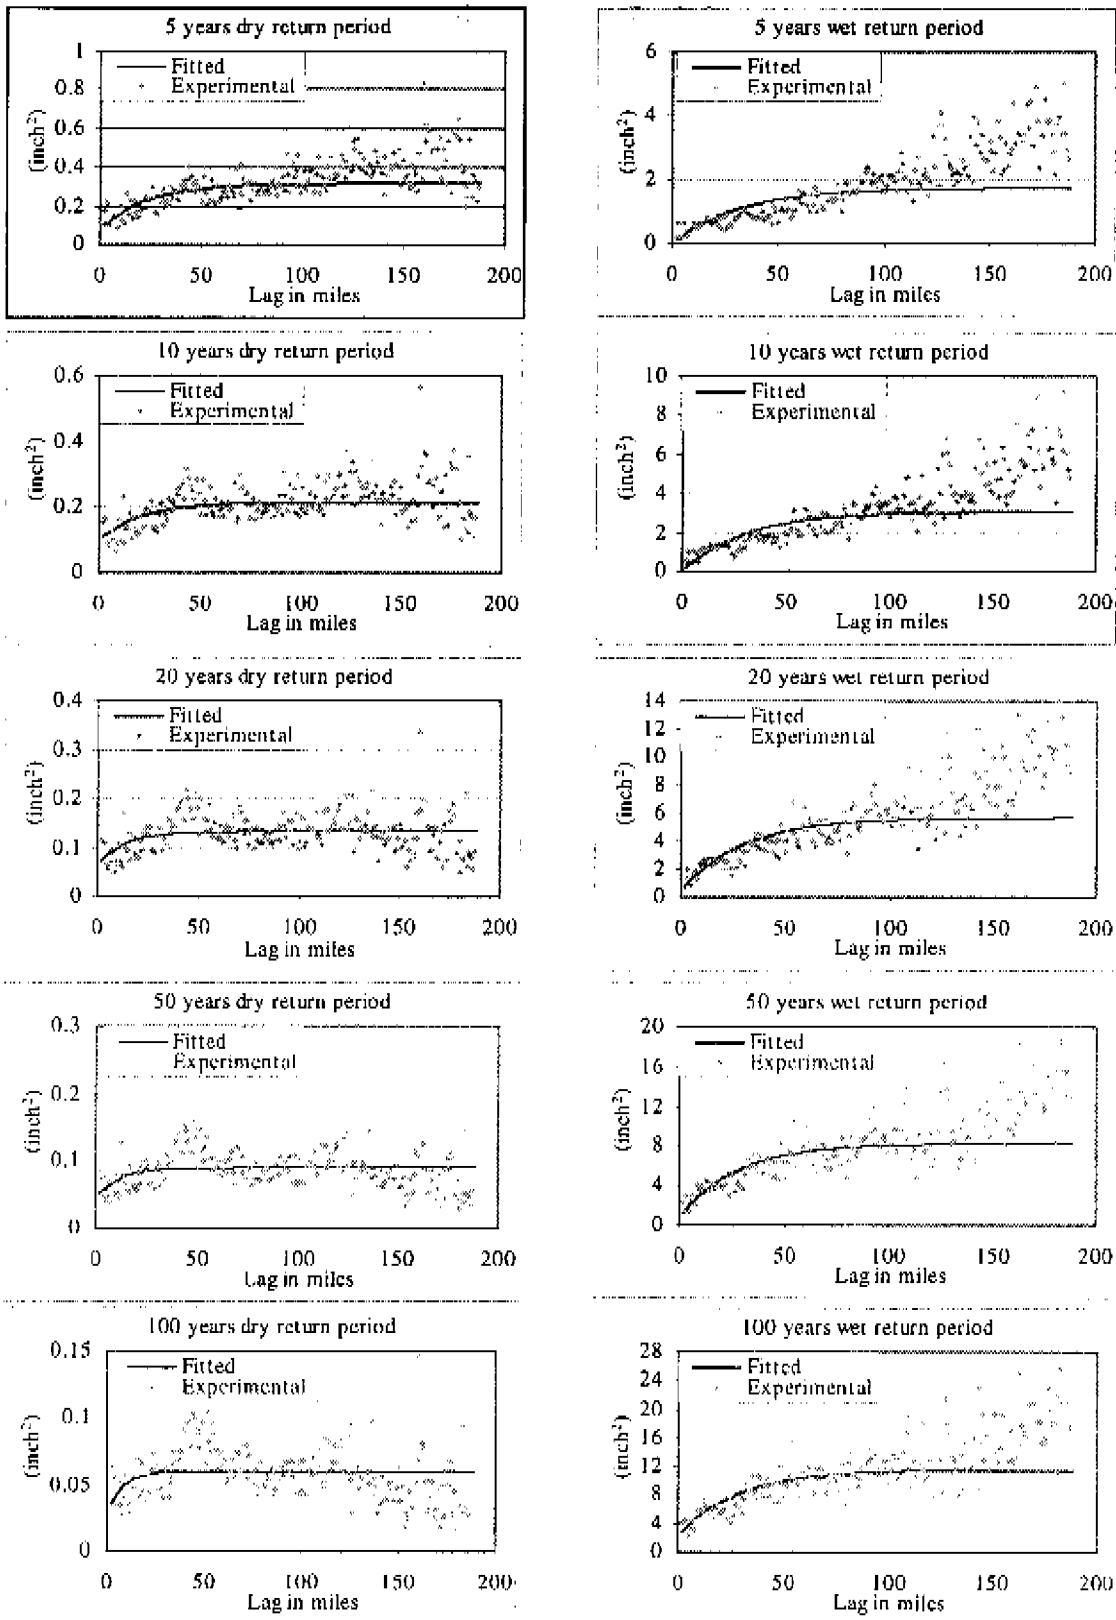 5 years dry return period
1
0.8
0.6
0.4
0.2
0
(inch²)
Fitted
Experimental
0 50 100 150 200
Lag in miles
5 years wet return period
6
4
2
0
(inch²)
Fitted
Experimental
0 50 100 150 200
Lag in miles
10 years dry return period
0.6
0.4
0.2
0
(inch²)
Fitted
Experimental
0 50 100 150 200
Lag in miles
10 years wet return period
10
8
6
4
2
0
(inch²)
Fitted
Experimental
0 50 100 150 200
Lag in miles
20 years dry return period
0.4
0.3
0.2
0.1
0
(inch²)
Fitted
Experimental
0 50 100 150 200
Lag in miles
20 years wet return period
14
12
10
8
6
4
2
0
(inch²)
Fitted
Experimental
0 50 100 150 200
Lag in miles
50 years dry return period
0.3
0.2
0.1
0
(inch²)
Fitted
Experimental
0 50 100 150 200
Lag in miles
50 years wet return period
20
16
12
8
4
0
(inch²)
Fitted
Experimental
0 50 100 150 200
Lag in miles
100 years dry return period
0.15
0.1
0.05
0
(inch²)
Fitted
Experimental
0 50 100 150 200
Lag in miles
100 years wet return period
28
24
20
16
12
8
4
0
(inch²)
Fitted
Experimental
0 50 100 150 200
Lag in miles